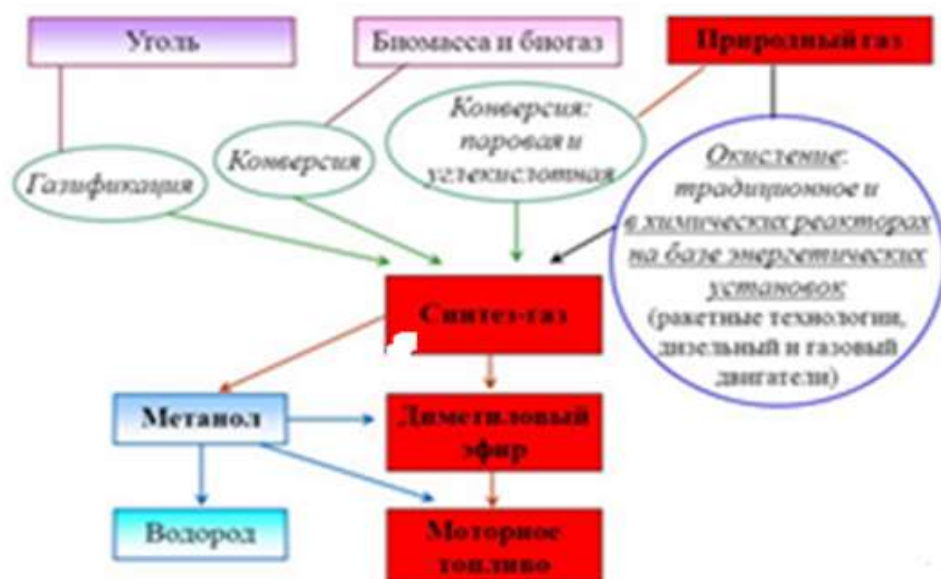 Уголь
Биомасса и биогаз
Природный газ
Газификация
Конверсия
Конверсия:
паровая и
углекислотная
Окисление:
традиционное и
в химических реакторах
на базе энергетических
установок
(ракетные технологии,
дизельный и газовый
двигатели)
Синтез-газ
Метанол
Диметиловый
эфир
Водород
Моторное
топливо